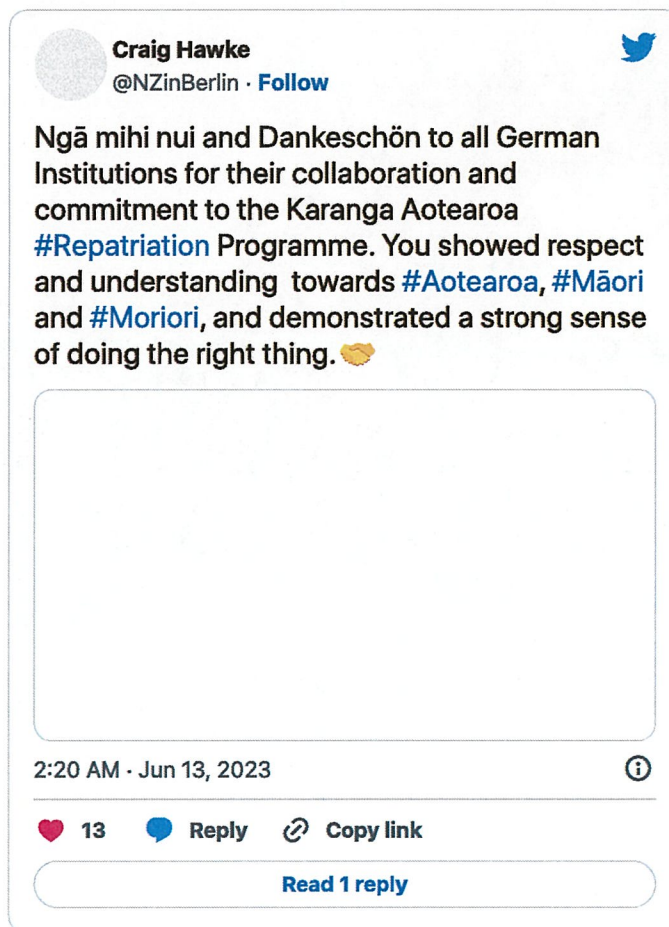 Craig Hawke
@NZinBerlin · Follow
Ngā mihi nui and Dankeschön to all German
Institutions for their collaboration and
commitment to the Karanga Aotearoa
#Repatriation Programme. You showed respect
and understanding  towards #Aotearoa, #Māori
and #Moriori, and demonstrated a strong sense
of doing the right thing.🤝
2:20 AM · Jun 13, 2023
13 Reply Copy link
Read 1 reply